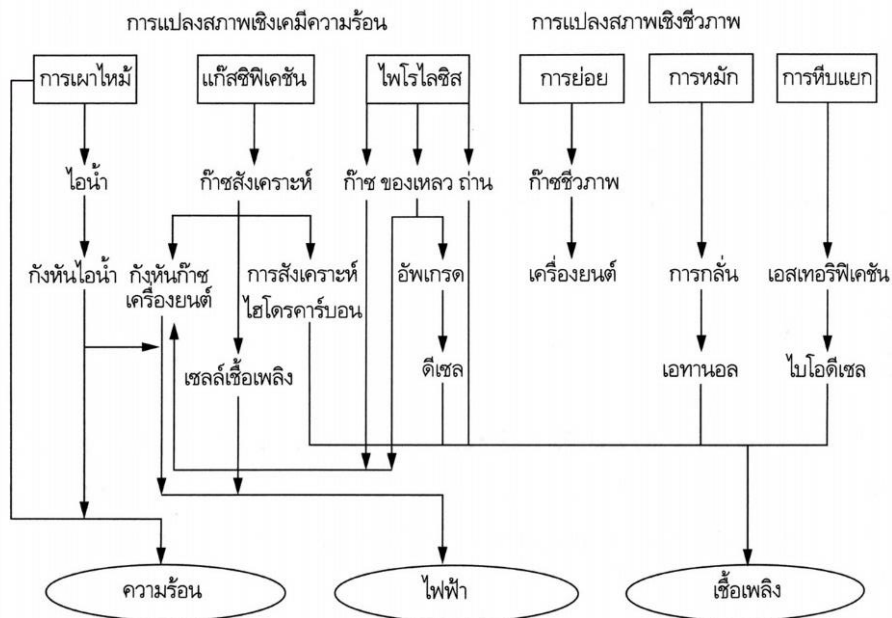 การแปลงสภาพเชิงเคมีความร้อน
การแปลงสภาพเชิงชีวภาพ
การเผาไหม้
แก๊สซิฟิเคชัน
ไพโรไลซิส
การย่อย
การหมัก
การหีบแยก
ไอน้ำ
ก๊าซสังเคราะห์
ก๊าซ ของเหลว ถ่าน
ก๊าซชีวภาพ
กังหันไอน้ำ
กังหันก๊าซ
เครื่องยนต์
การสังเคราะห์
ไฮโดรคาร์บอน
อัพเกรด
เครื่องยนต์
การกลั่น
เอสเทอริฟิเคชัน
เซลล์เชื้อเพลิง
ดีเซล
เอทานอล
ไบโอดีเซล
ความร้อน
ไฟฟ้า
เชื้อเพลิง